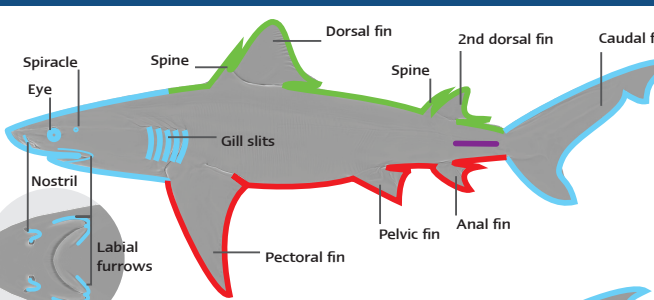 Dorsal fin
2nd dorsal fin
Caudal f
Spine
Spiracle
Spine
Eye
Gill slits
Nostril
Anal fin
Pelvic fin
Labial
furrows
Pectoral fin